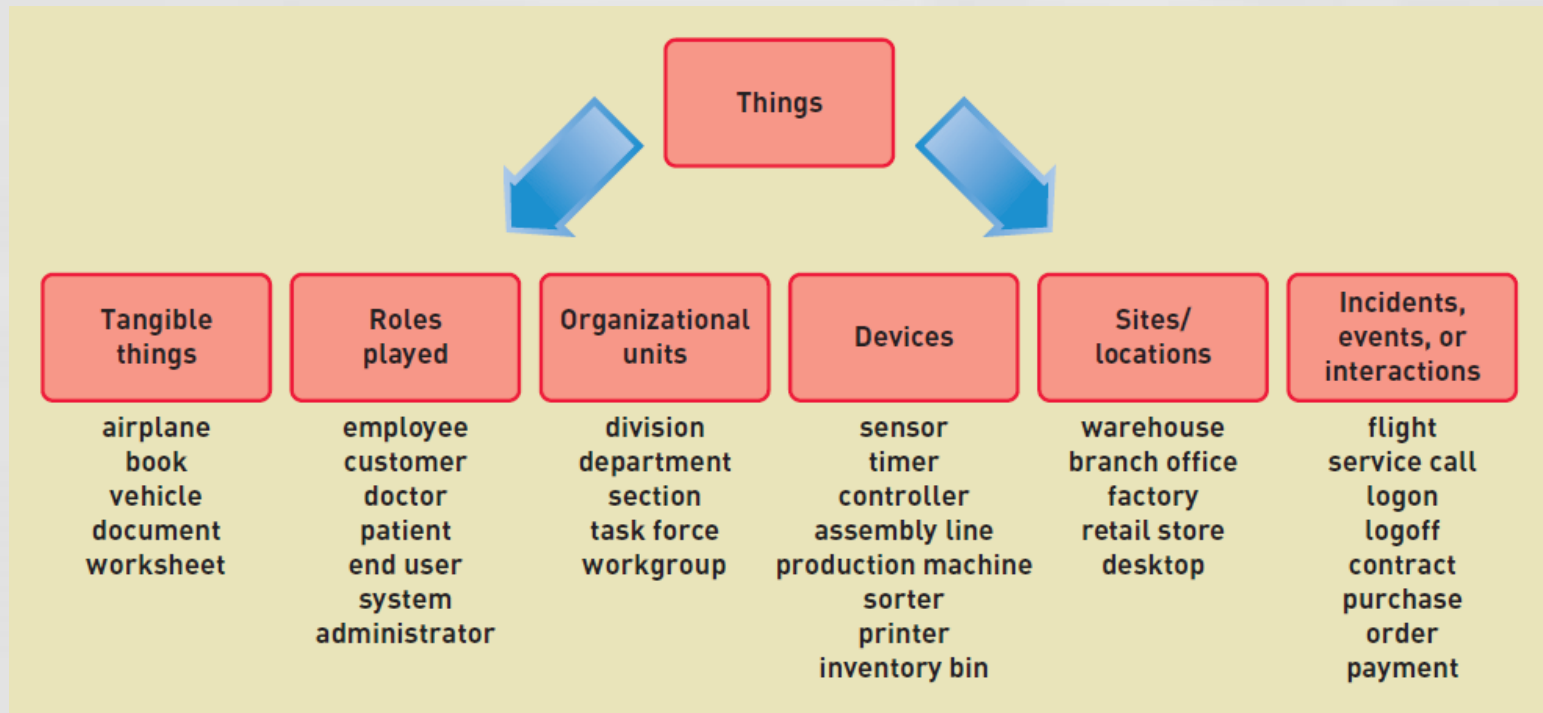 Things
Tangible
things
airplane
book
vehicle
document
worksheet
Roles
played
employee
customer
doctor
patient
end user
system
administrator
Organizational
units
division
department
section
task force
workgroup
Devices
sensor
timer
controller
assembly line
production machine
sorter
printer
inventory bin
Sites/
locations
warehouse
branch office
factory
retail store
desktop
Incidents,
events, or
interactions
flight
service call
logon
logoff
contract
purchase
order
payment